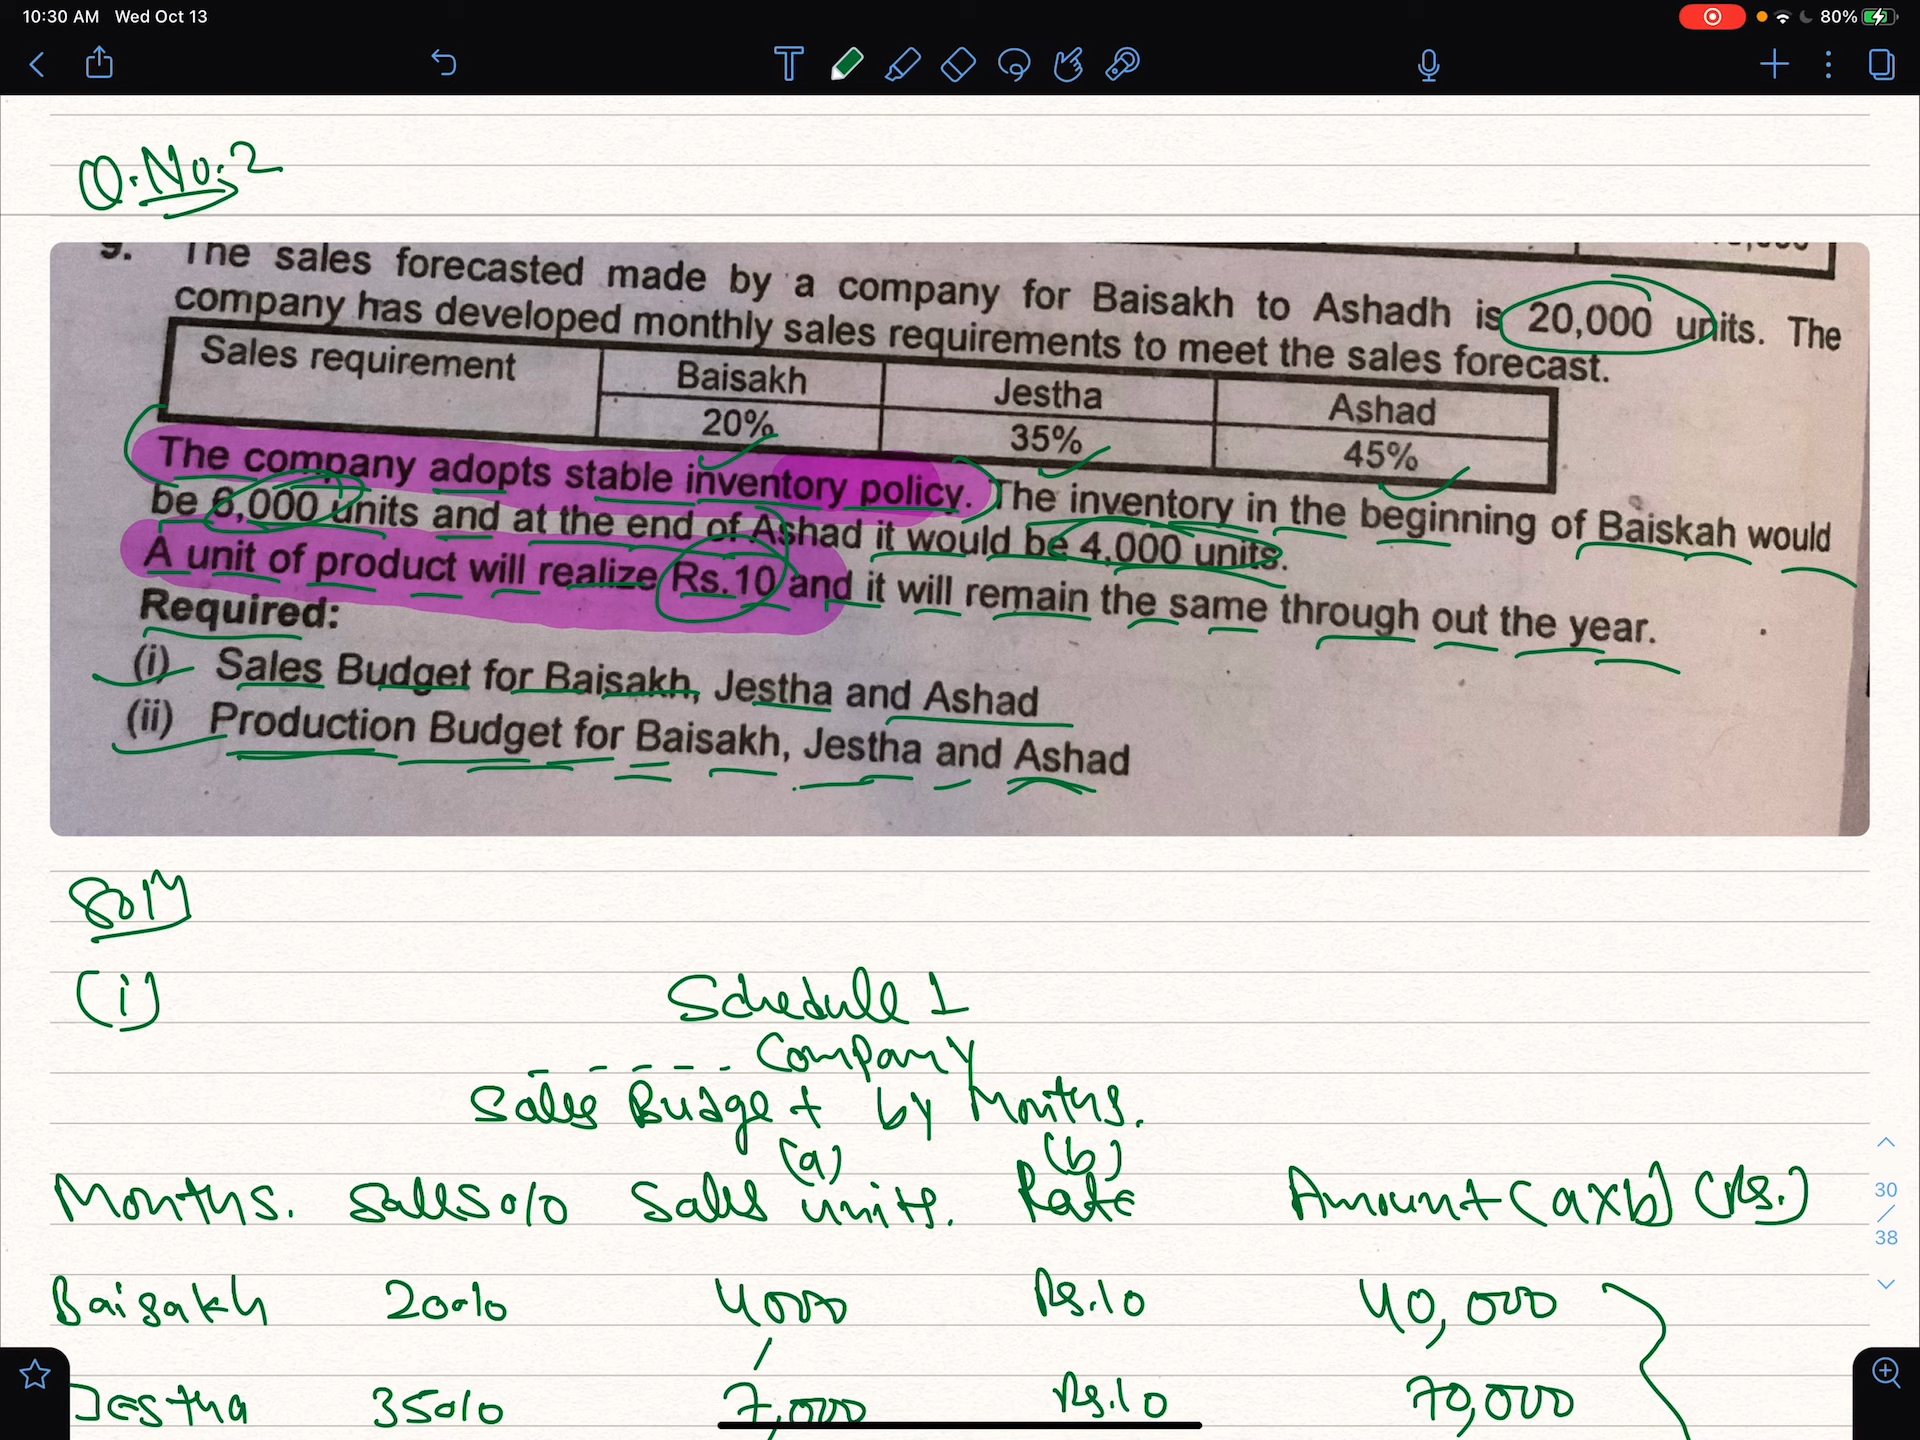 10:30 AM Wed Oct 13
80%
Q.No:2
9. The sales forecasted made by a company for Baisakh to Ashadh is 20,000 units. The
company has developed monthly sales requirements to meet the sales forecast.
Sales requirement Baisakh Jestha Ashad
20% 35% 45%
The company adopts stable inventory policy. The inventory in the beginning of Baiskah would
be 6,000 units and at the end of Ashad it would be 4,000 units.
A unit of product will realize Rs.10 and it will remain the same through out the year.
Required:
(i) Sales Budget for Baisakh, Jestha and Ashad
(ii) Production Budget for Baisakh, Jestha and Ashad
Soln
(i) Schedule 1
----- Company
Sales Budget by Months.
(a) (b)
Months. Sales% Sales units. Rate Amount (axb) (Rs.)
30
/
38
Baisakh 20% 4000 Rs.10 40,000
Jestha 35% 7,000 Rs.10 70,000